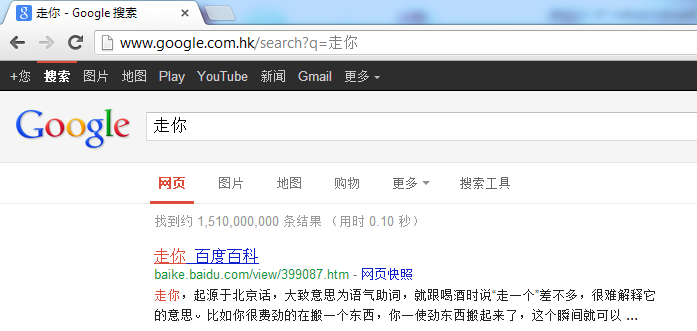 走你 - Google 搜索
www.google.com.hk/search?q=走你
+您 搜索 图片 地图 Play YouTube 新闻 Gmail 更多
Google 走你
网页 图片 地图 购物 更多 搜索工具
找到约 1,510,000,000 条结果 （用时 0.10 秒）
走你 百度百科
baike.baidu.com/view/399087.htm - 网页快照
走你，起源于北京话，大致意思为语气助词，就跟喝酒时说“走一个”差不多，很难解释它
的意思。比如你很费劲的在搬一个东西，你一使劲东西搬起来了，这个瞬间就可以 ...